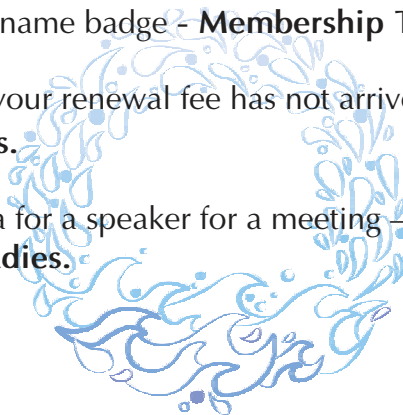 name badge - Membership T
your renewal fee has not arrive
s.
a for a speaker for a meeting –
dies.